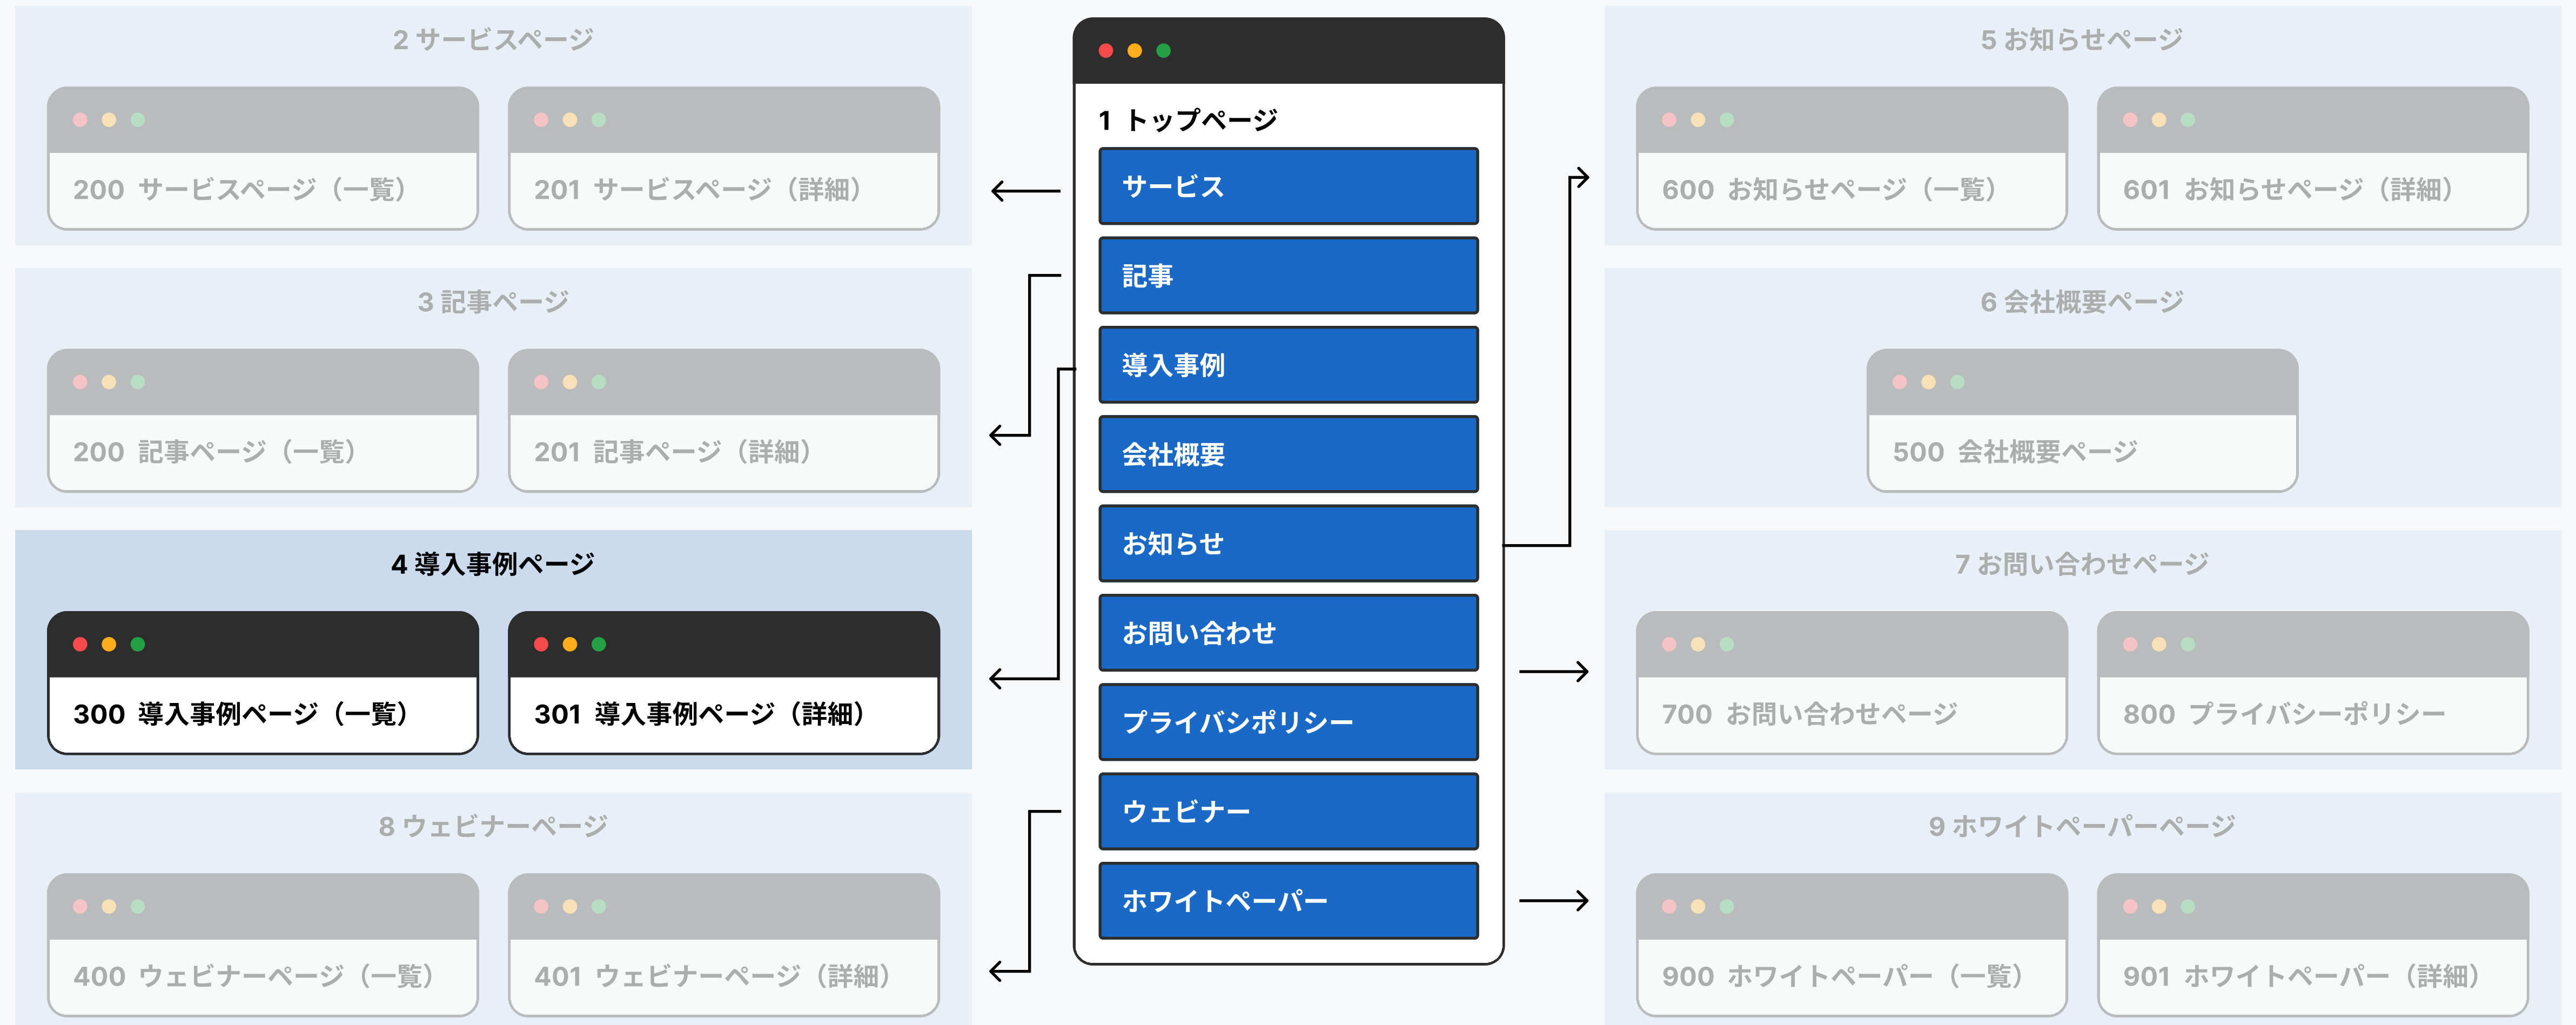 2 サービスページ
200 サービスページ（一覧）
201 サービスページ（詳細）
3 記事ページ
200 記事ページ（一覧）
201 記事ページ（詳細）
4 導入事例ページ
300 導入事例ページ（一覧）
301 導入事例ページ（詳細）
8 ウェビナーページ
400 ウェビナーページ（一覧）
401 ウェビナーページ（詳細）
1 トップページ
サービス
記事
導入事例
会社概要
お知らせ
お問い合わせ
プライバシポリシー
ウェビナー
ホワイトペーパー
5 お知らせページ
600 お知らせページ（一覧）
601 お知らせページ（詳細）
6 会社概要ページ
500 会社概要ページ
7 お問い合わせページ
700 お問い合わせページ
800 プライバシーポリシー
9 ホワイトペーパーページ
900 ホワイトペーパー（一覧）
901 ホワイトペーパー（詳細）